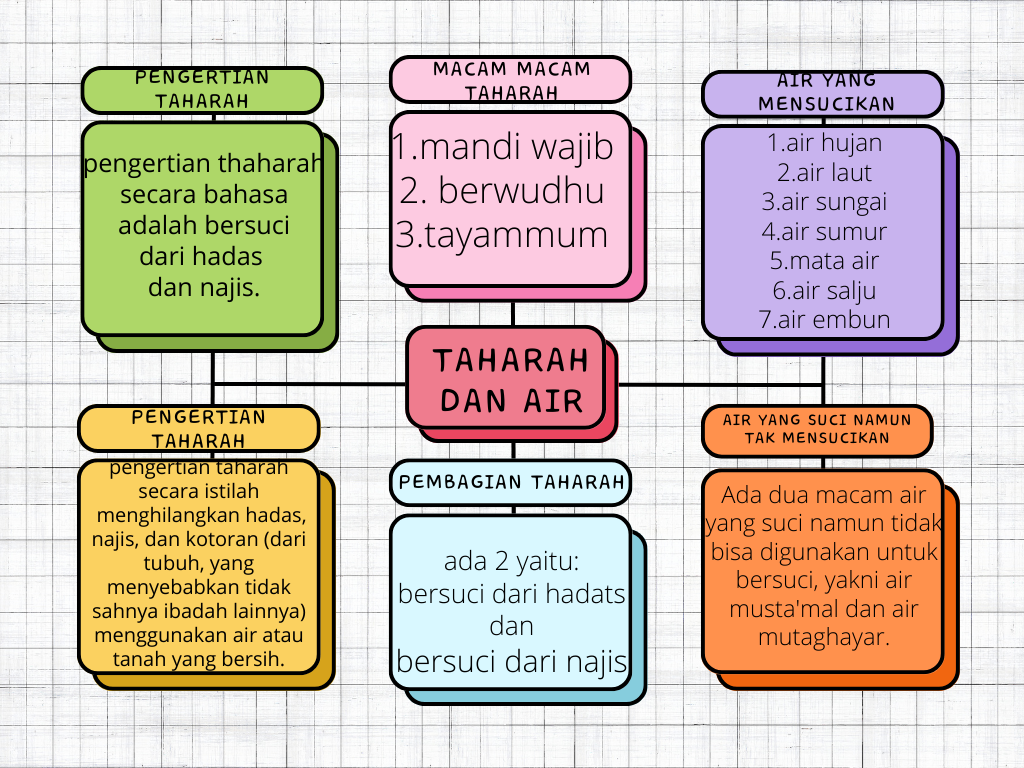 PENGERTIAN
TAHARAH
pengertian thaharah
secara bahasa
adalah bersuci
dari hadas
dan najis.
MACAM MACAM
TAHARAH
1.mandi wajib
2. berwudhu
3.tayammum
AIR YANG
MENSUCIKAN
1.air hujan
2.air laut
3.air sungai
4.air sumur
5.mata air
6.air salju
7.air embun
TAHARAH
DAN AIR
PENGERTIAN
TAHARAH
pengertian taharah
secara istilah
menghilangkan hadas,
najis, dan kotoran (dari
tubuh, yang
menyebabkan tidak
sahnya ibadah lainnya)
menggunakan air atau
tanah yang bersih.
PEMBAGIAN TAHARAH
ada 2 yaitu:
bersuci dari hadats
dan
bersuci dari najis
AIR YANG SUCI NAMUN
TAK MENSUCIKAN
Ada dua macam air
yang suci namun tidak
bisa digunakan untuk
bersuci, yakni air
musta'mal dan air
mutaghayar.